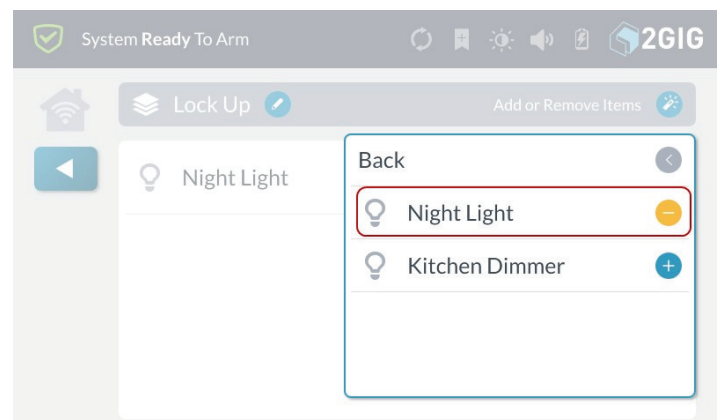 System Ready To Arm
2GIG
Lock Up
Add or Remove Items
Night Light
Back
Night Light
Kitchen Dimmer